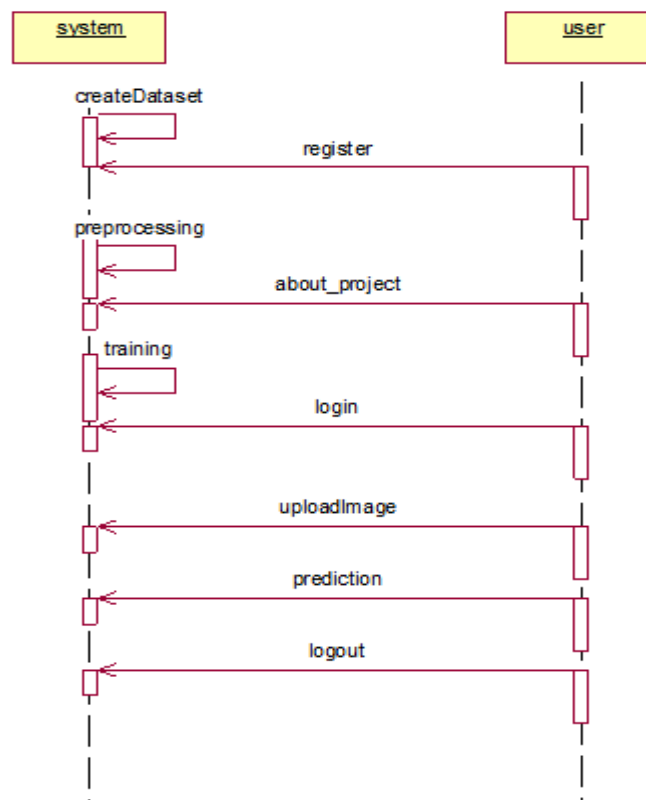 system
user
createDataset
register
preprocessing
about_project
training
login
uploadImage
prediction
logout